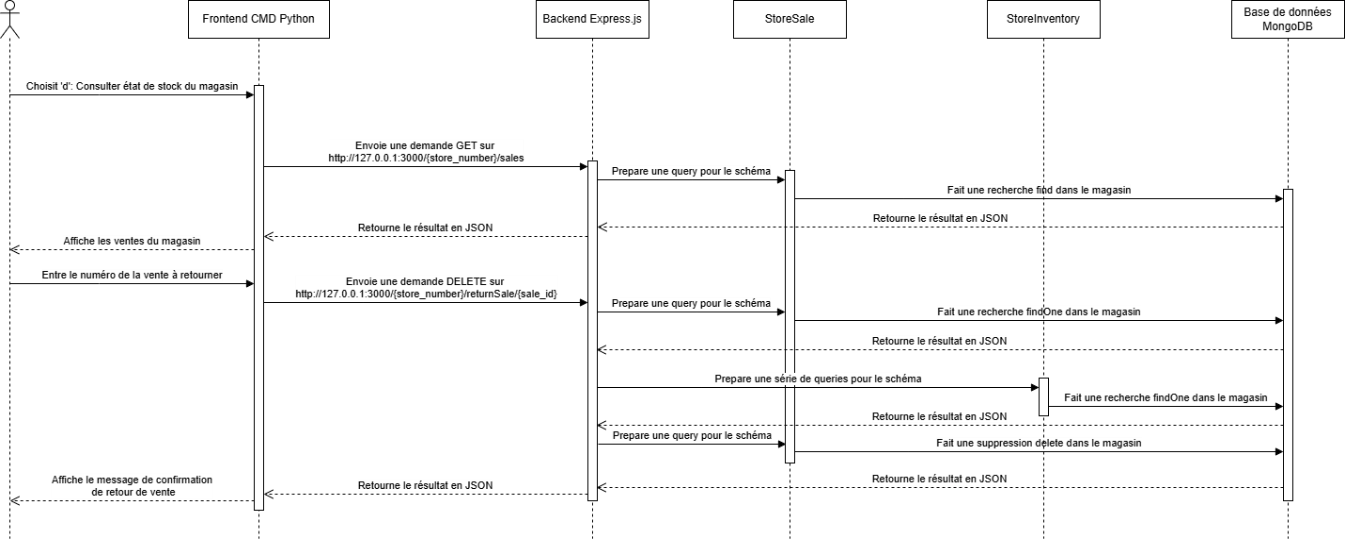 Frontend CMD Python
Backend Express.js
StoreSale
StoreInventory
Base de données
MongoDB
Choisit 'd': Consulter état de stock du magasin
Envoie une demande GET sur
http://127.0.0.1:3000/{store_number}/sales
Prepare une query pour le schéma
Fait une recherche find dans le magasin
Retourne le résultat en JSON
Retourne le résultat en JSON
Affiche les ventes du magasin
Entre le numéro de la vente à retourner
Envoie une demande DELETE sur
http://127.0.0.1:3000/{store_number}/returnSale/{sale_id}
Prepare une query pour le schéma
Fait une recherche findOne dans le magasin
Retourne le résultat en JSON
Prepare une série de queries pour le schéma
Fait une recherche findOne dans le magasin
Retourne le résultat en JSON
Prepare une query pour le schéma
Fait une suppression delete dans le magasin
Retourne le résultat en JSON
Retourne le résultat en JSON
Affiche le message de confirmation
de retour de vente